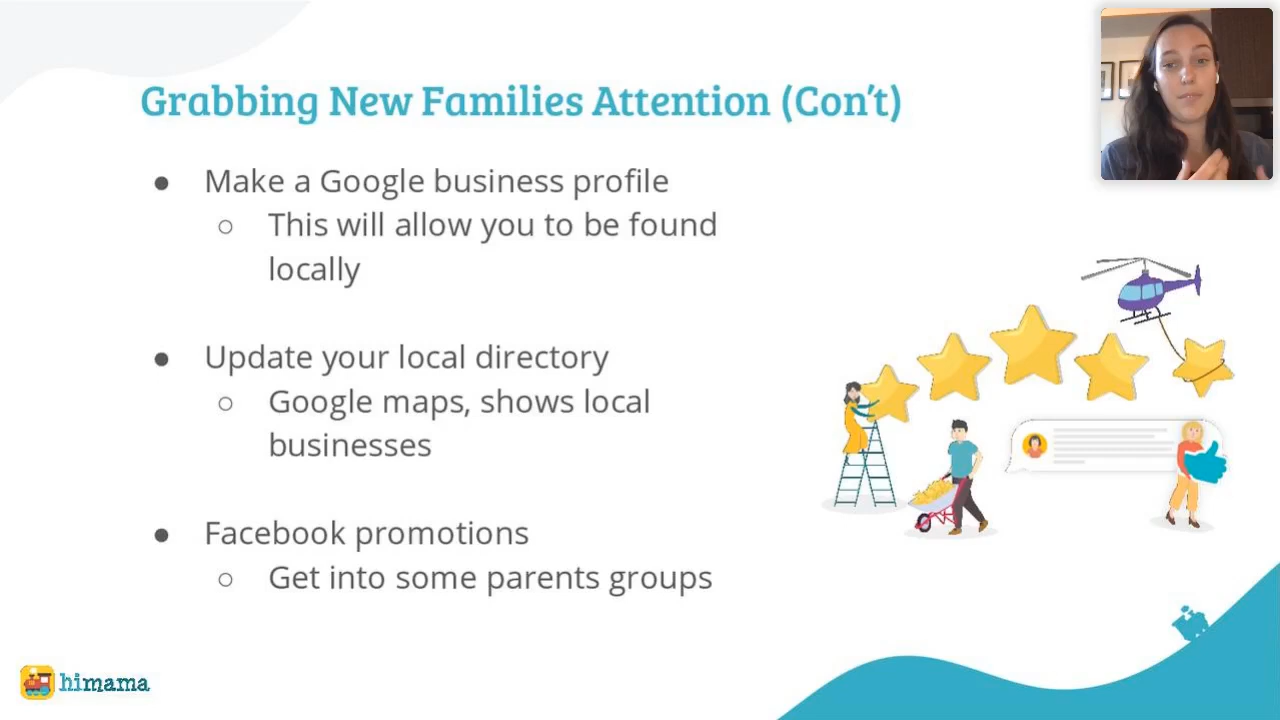 Grabbing New Families Attention (Con't)
● Make a Google business profile
○ This will allow you to be found
locally
● Update your local directory
○ Google maps, shows local
businesses
● Facebook promotions
○ Get into some parents groups
himama